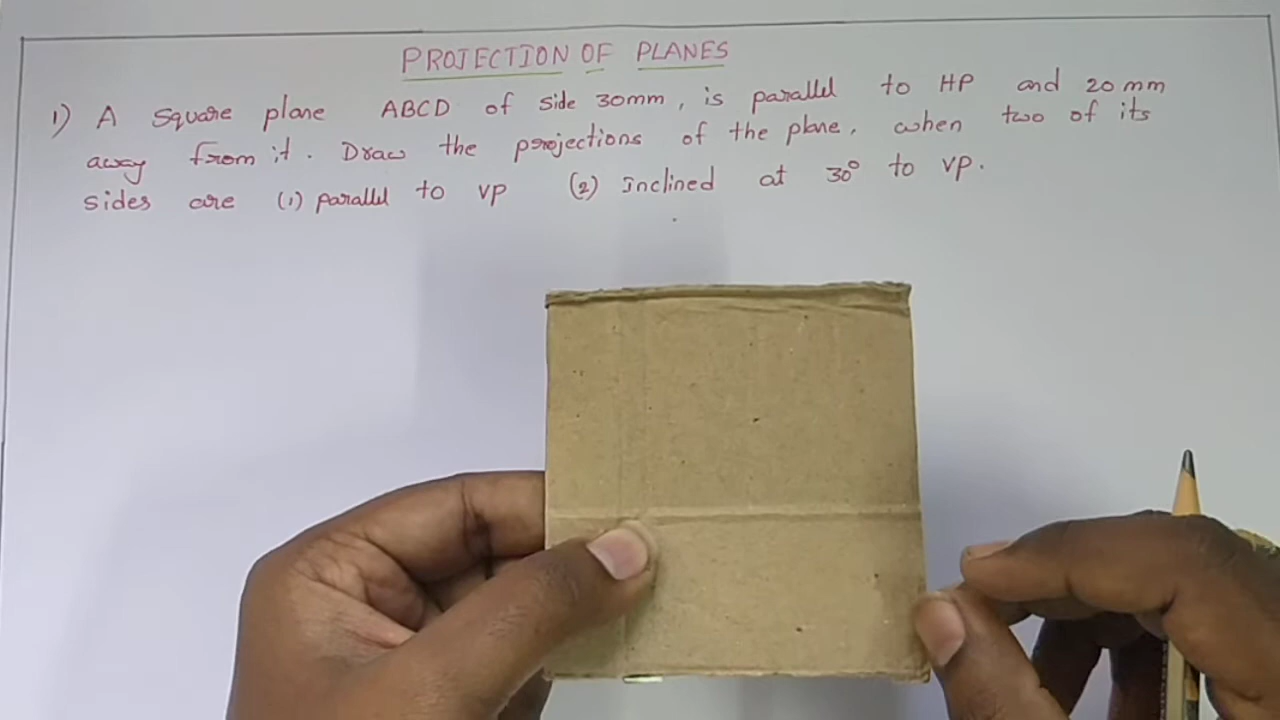 PROJECTION OF PLANES
1) A square plane ABCD of side 30mm, is parallel to HP and 20 mm
away from it. Draw the projections of the plane, when two of its
sides are (1) parallel to VP (2) Inclined at 30° to VP.